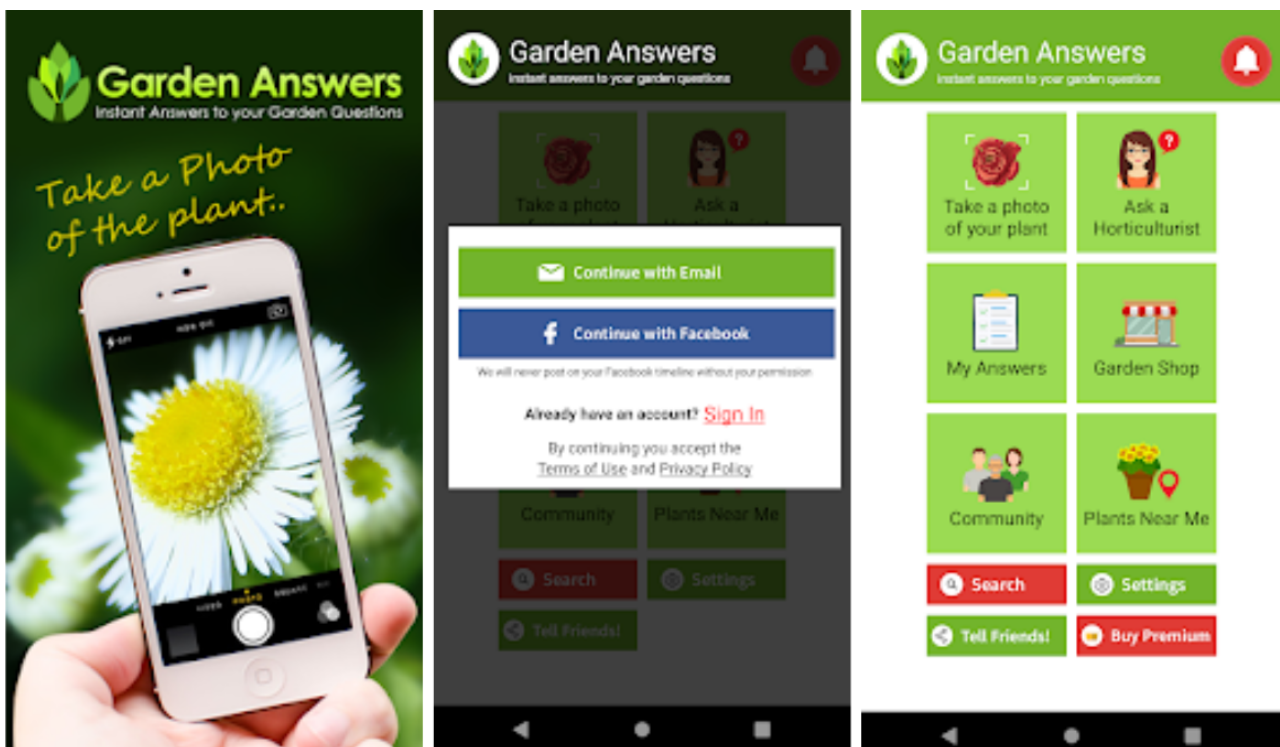 Garden Answers
Instant Answers to your Garden Questions
Take a Photo
of the plant..
PHOTO
Garden Answers
Instant answers to your garden questions
Take a photo
of your plant
Ask a
Horticulturist
Continue with Email
Continue with Facebook
We will never post on your Facebook timeline without your permission
Already have an account? Sign In
By continuing you accept the
Terms of Use and Privacy Policy
Community
Plants Near Me
Search
Settings
Tell Friends!
Garden Answers
Instant answers to your garden questions
?
Take a photo
of your plant
Ask a
Horticulturist
My Answers
Garden Shop
Community
Plants Near Me
Search
Settings
Tell Friends!
Buy Premium